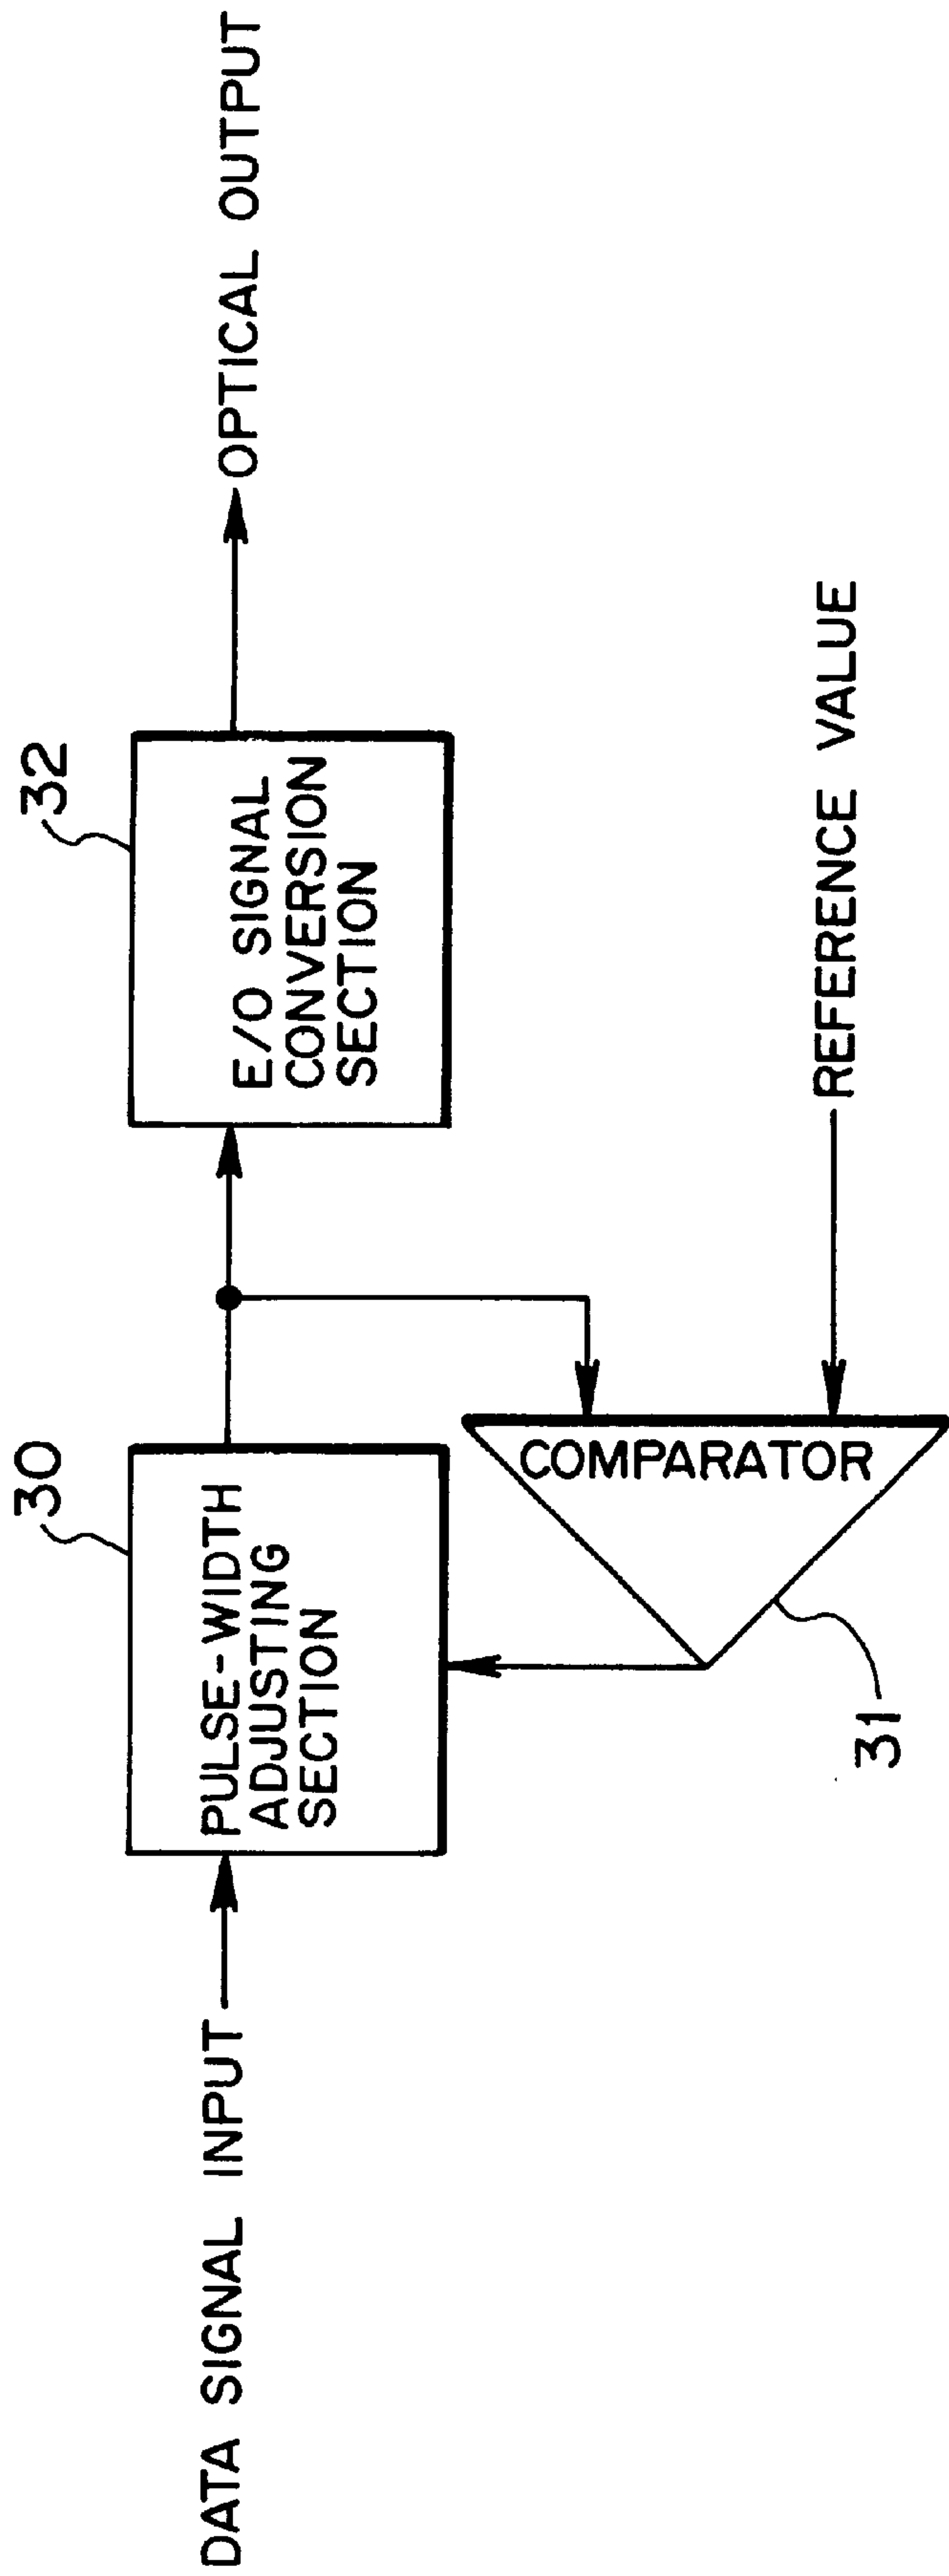 30
32
DATA SIGNAL INPUT
PULSE-WIDTH
ADJUSTING
SECTION
E/O SIGNAL
CONVERSION
SECTION
OPTICAL OUTPUT
COMPARATOR
REFERENCE VALUE
31